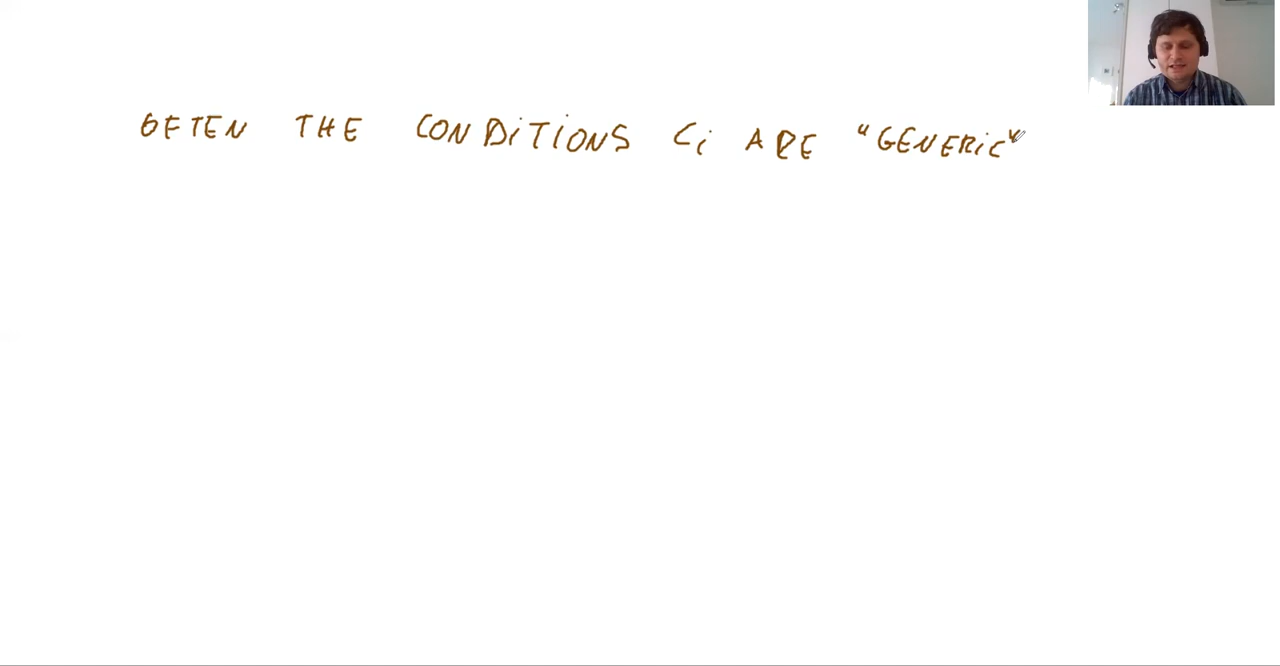 OFTEN THE CONDITIONS Ci ARE "GENERIC"